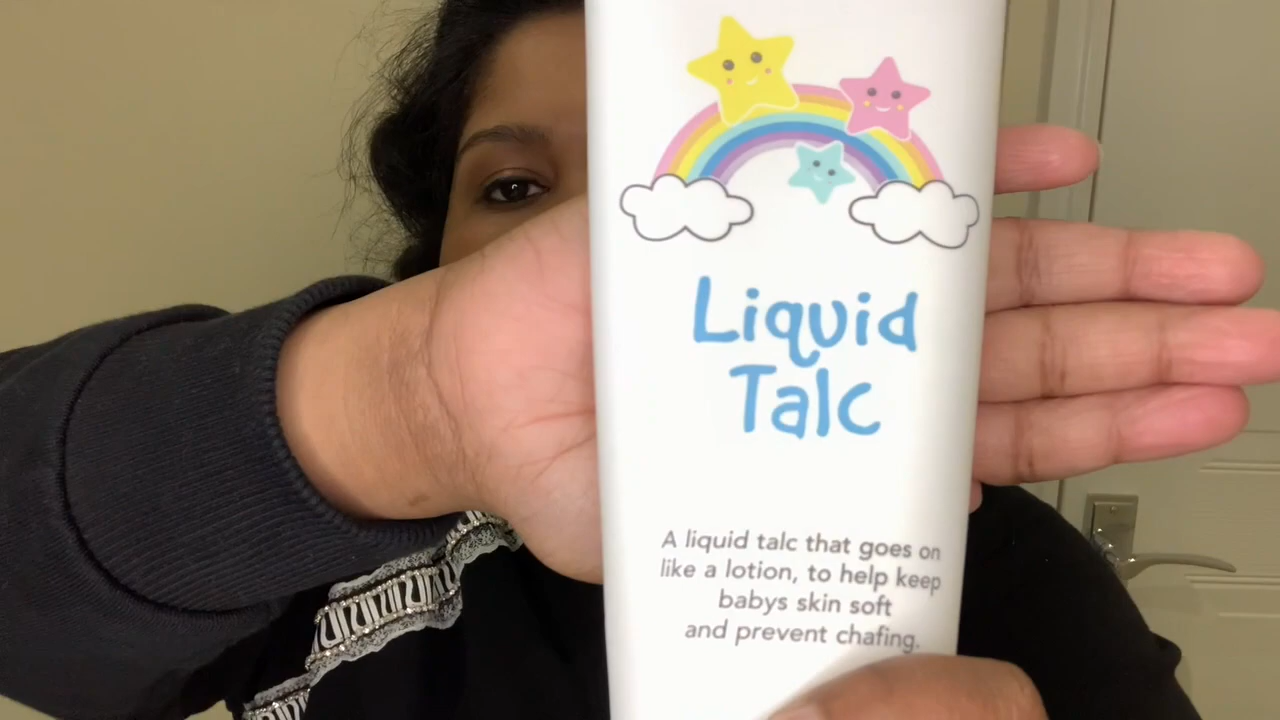 Liquid
Talc
A liquid talc that goes on
like a lotion, to help keep
babys skin soft
and prevent chafing.